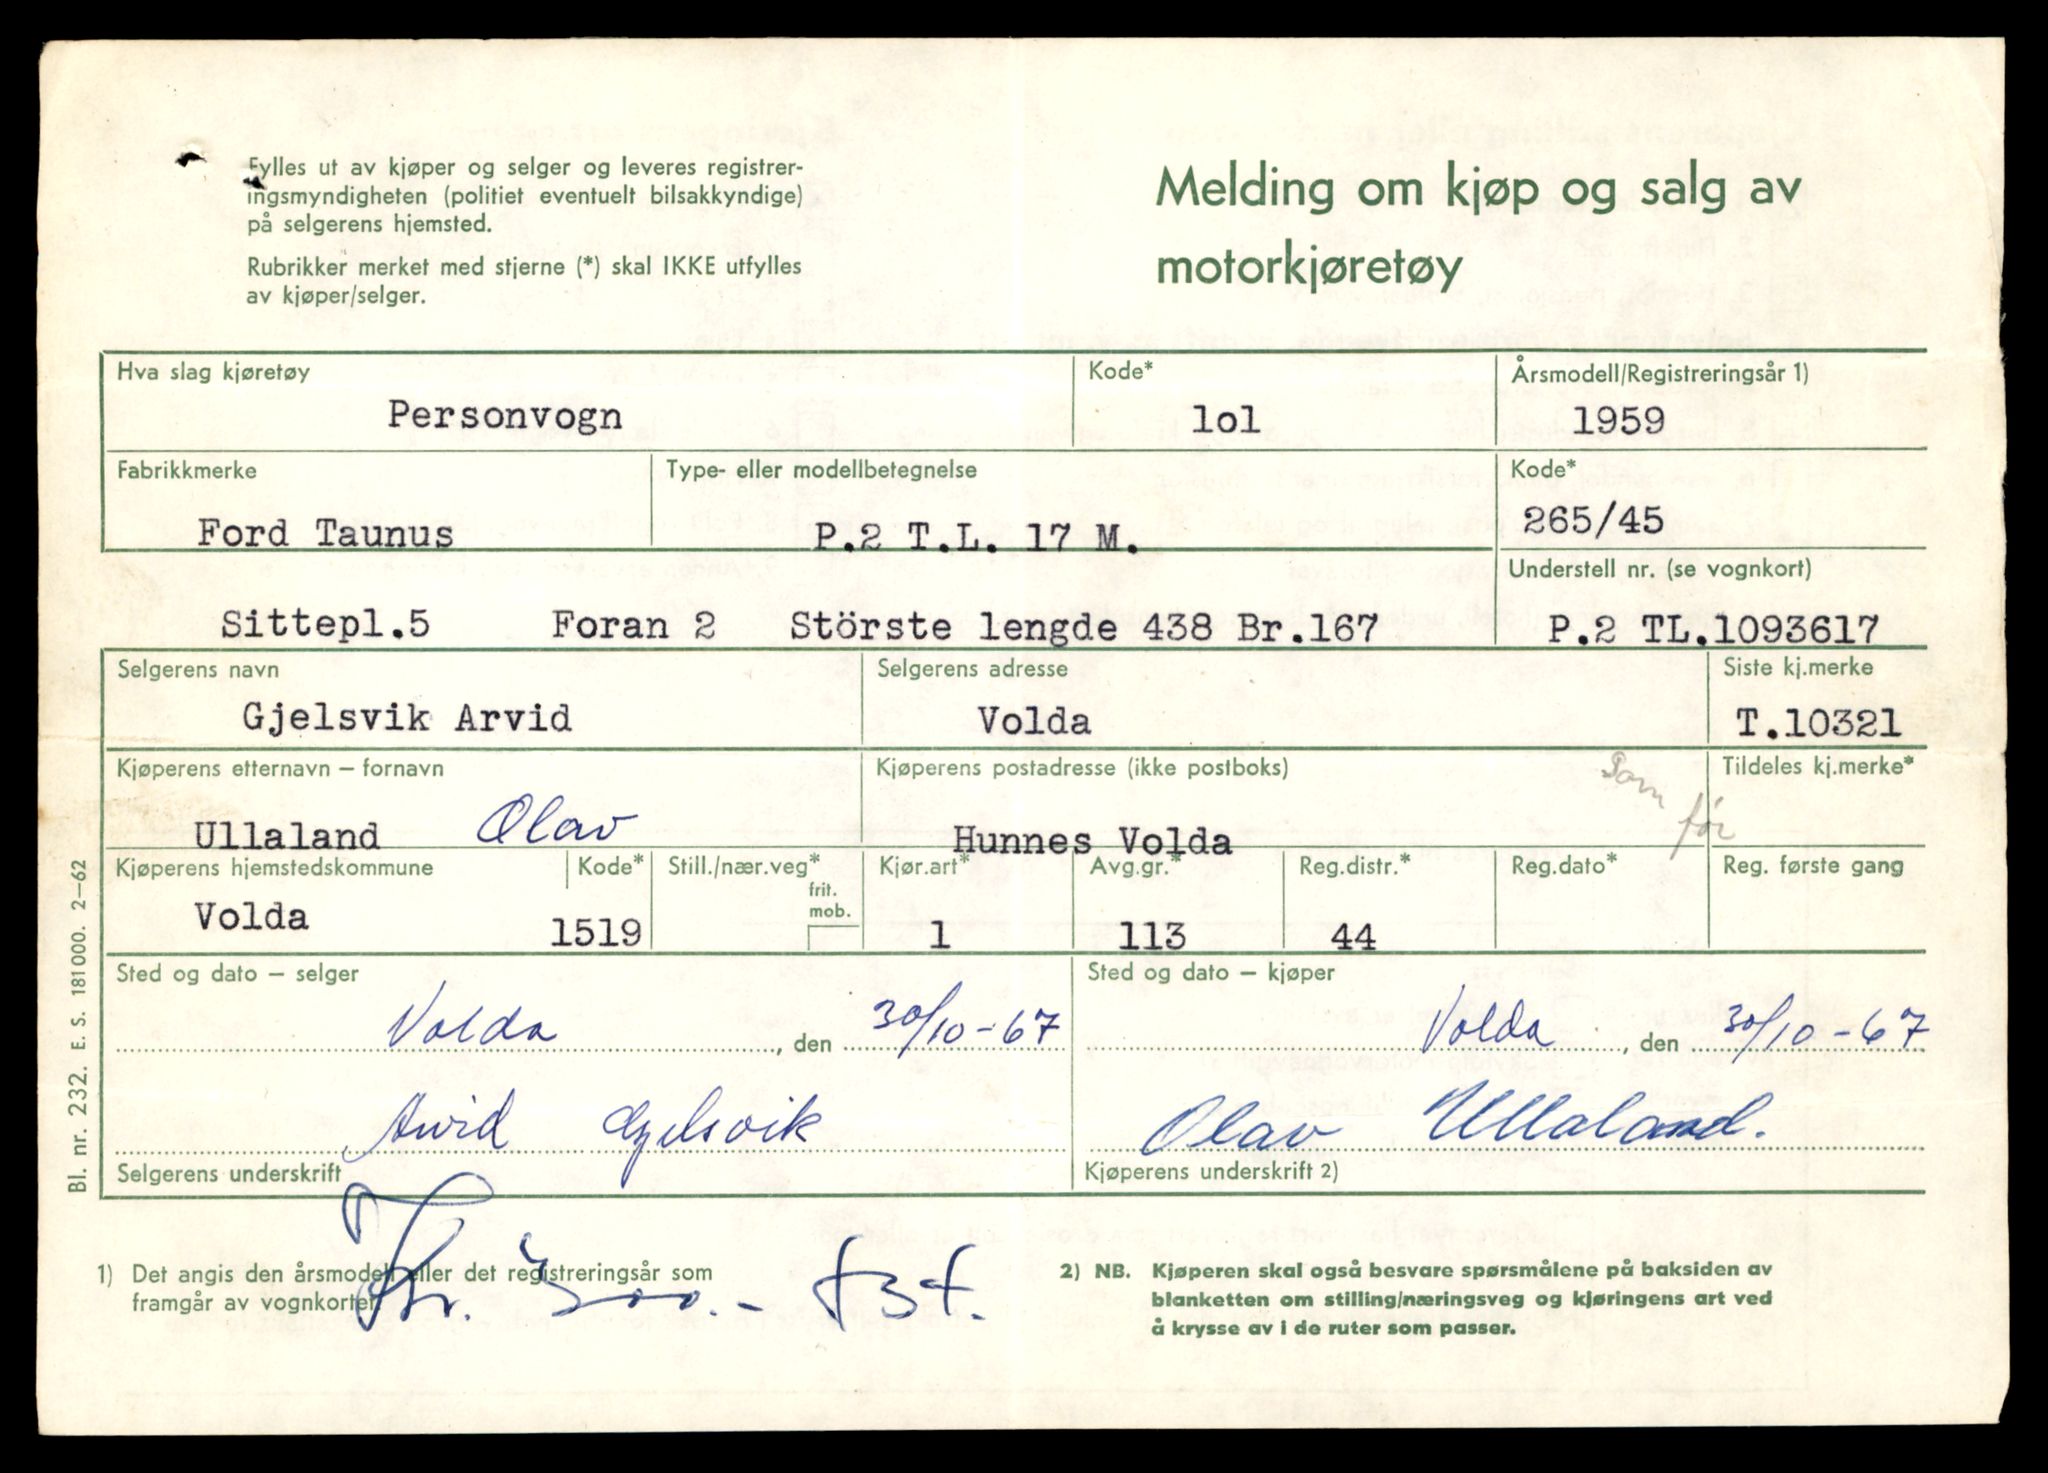 Fylles ut av kjøper og selger og leveres registrer-
ingsmyndigheten (politiet eventuelt bilsakkyndige)
på selgerens hjemsted.
Rubrikker merket med stjerne (*) skal IKKE utfylles
av kjøper/selger.
Melding om kjøp og salg av
motorkjøretøy
Hva slag kjøretøy Kode* Årsmodell/Registreringsår 1)
Personvogn lol 1959
Fabrikkmerke Type- eller modellbetegnelse Kode*
Ford Taunus P.2 T.L. 17 M. 265/45
Understell nr. (se vognkort)
Sittepl.5 Foran 2 Störste lengde 438 Br.167 P.2 TL.1093617
Selgerens navn Selgerens adresse Siste kj.merke
Gjelsvik Arvid Volda T.10321
Kjøperens etternavn – fornavn Kjøperens postadresse (ikke postboks) Tildeles kj.merke*
Som før
Ullaland Olav Hunnes Volda
Kjøperens hjemstedskommune Kode* Still./nær.veg* Kjør.art* Avg.gr.* Reg.distr.* Reg.dato* Reg. første gang
frit.
mob.
Volda 1519 1 113 44
Sted og dato – selger Sted og dato – kjøper
Volda , den 30/10-67 Volda , den 30/10-67
Arvid Gjelsvik Olav Ullaland.
Selgerens underskrift Kjøperens underskrift 2)
Kr. 300.-
1) Det angis den årsmodell eller det registreringsår som
framgår av vognkortet.
2) NB. Kjøperen skal også besvare spørsmålene på baksiden av
blanketten om stilling/næringsveg og kjøringens art ved
å krysse av i de ruter som passer.
Bl. nr. 232. E. S. 181 000. 2–62